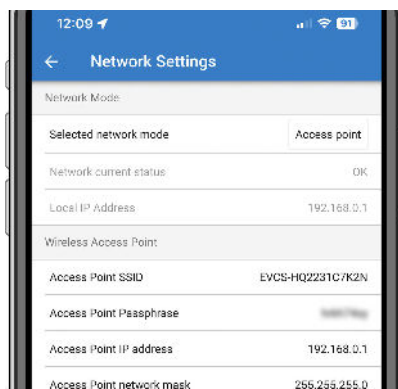 12:09
91
← Network Settings
Network Mode
Selected network mode Access point
Network current status OK
Local IP Address 192.168.0.1
Wireless Access Point
Access Point SSID EVCS-HQ2231C7K2N
Access Point Passphrase
Access Point IP address 192.168.0.1
Access Point network mask 255.255.255.0